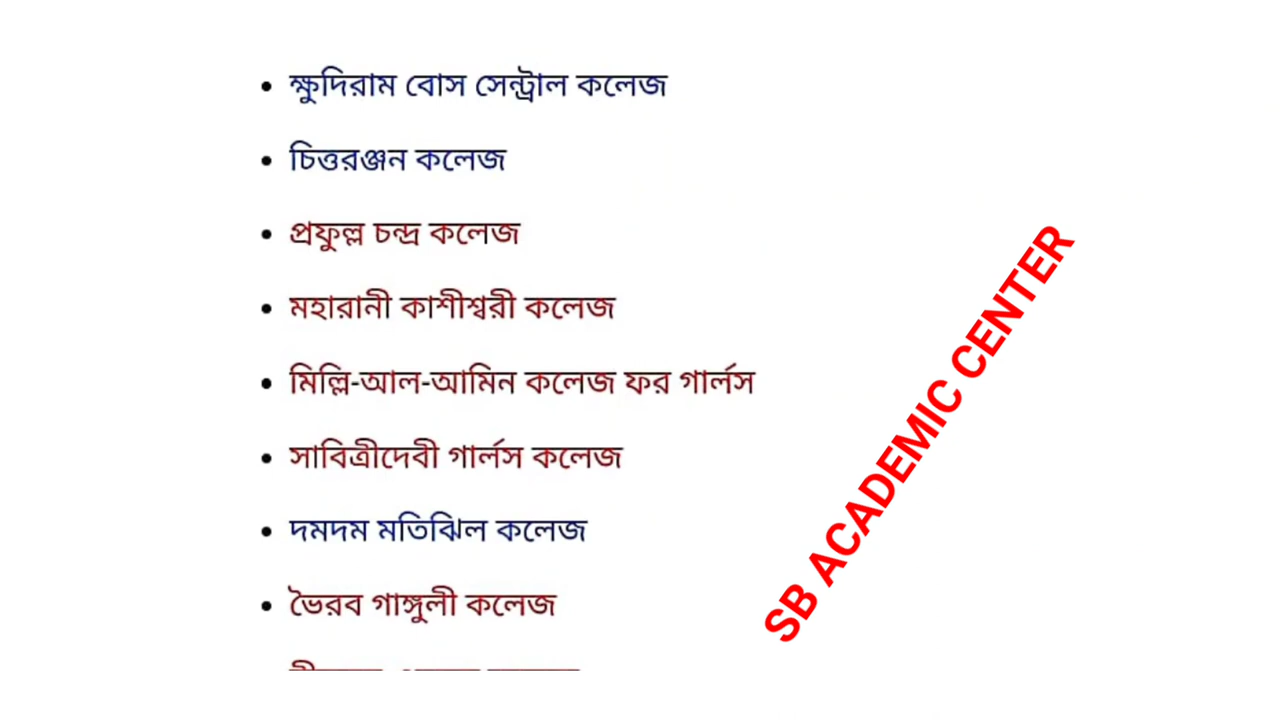 • ক্ষুদিরাম বোস সেন্ট্রাল কলেজ
• চিত্তরঞ্জন কলেজ
• প্রফুল্ল চন্দ্র কলেজ
• মহারানী কাশীশ্বরী কলেজ
• মিল্লি-আল-আমিন কলেজ ফর গার্লস
• সাবিত্রীদেবী গার্লস কলেজ
• দমদম মতিঝিল কলেজ
• ভৈরব গাঙ্গুলী কলেজ
SB ACADEMIC CENTER